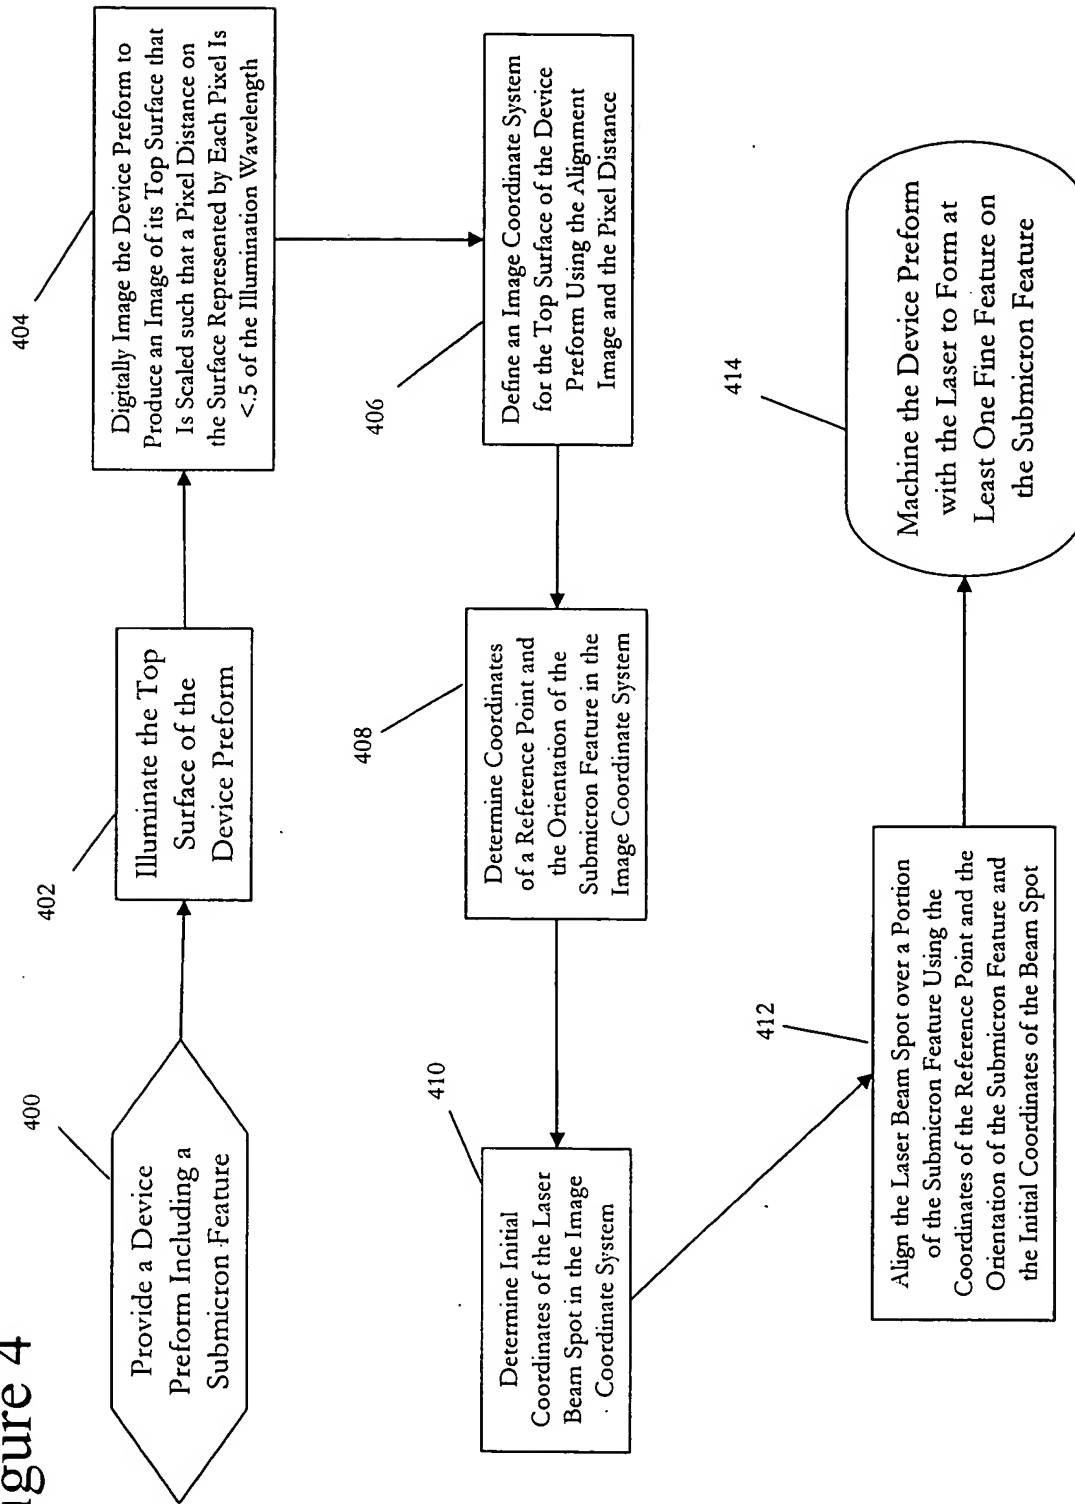 gure 4
400
Provide a Device
Preform Including a
Submicron Feature
402
Illuminate the Top
Surface of the
Device Preform
404
Digitally Image the Device Preform to
Produce an Image of its Top Surface that
Is Scaled such that a Pixel Distance on
the Surface Represented by Each Pixel Is
<.5 of the Illumination Wavelength
406
Define an Image Coordinate System
for the Top Surface of the Device
Preform Using the Alignment
Image and the Pixel Distance
408
Determine Coordinates
of a Reference Point and
the Orientation of the
Submicron Feature in the
Image Coordinate System
410
Determine Initial
Coordinates of the Laser
Beam Spot in the Image
Coordinate System
412
Align the Laser Beam Spot over a Portion
of the Submicron Feature Using the
Coordinates of the Reference Point and the
Orientation of the Submicron Feature and
the Initial Coordinates of the Beam Spot
414
Machine the Device Preform
with the Laser to Form at
Least One Fine Feature on
the Submicron Feature